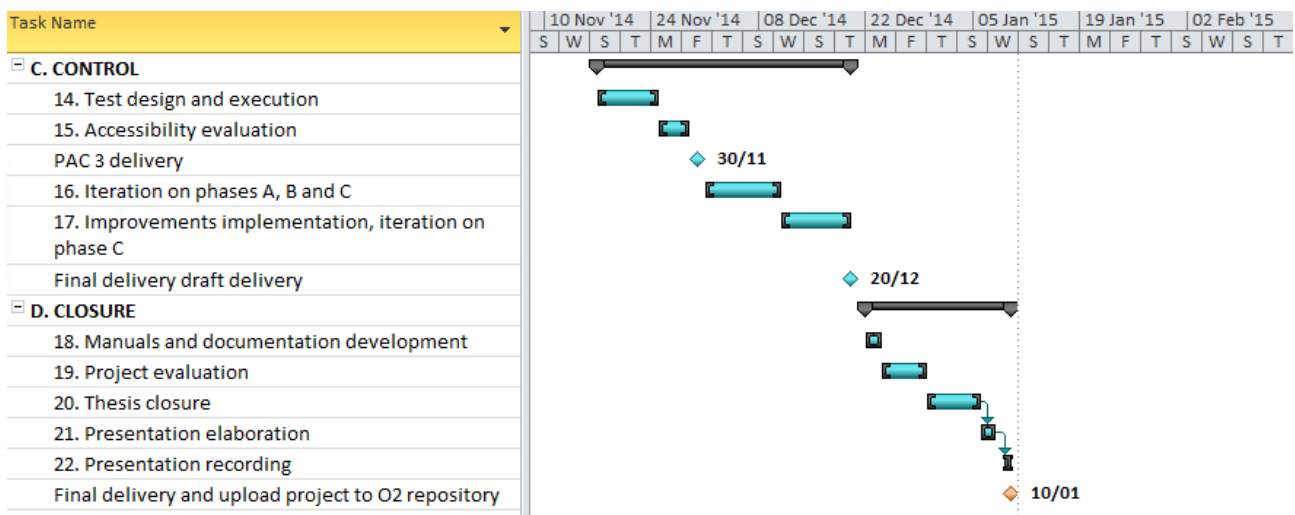 Task Name
10 Nov '14 24 Nov '14 08 Dec '14 22 Dec '14 05 Jan '15 19 Jan '15 02 Feb '15
S W S T M F T S W S T M F T S W S T M F T S W S T
C. CONTROL
14. Test design and execution
15. Accessibility evaluation
PAC 3 delivery 30/11
16. Iteration on phases A, B and C
17. Improvements implementation, iteration on
phase C
Final delivery draft delivery 20/12
D. CLOSURE
18. Manuals and documentation development
19. Project evaluation
20. Thesis closure
21. Presentation elaboration
22. Presentation recording
Final delivery and upload project to O2 repository 10/01